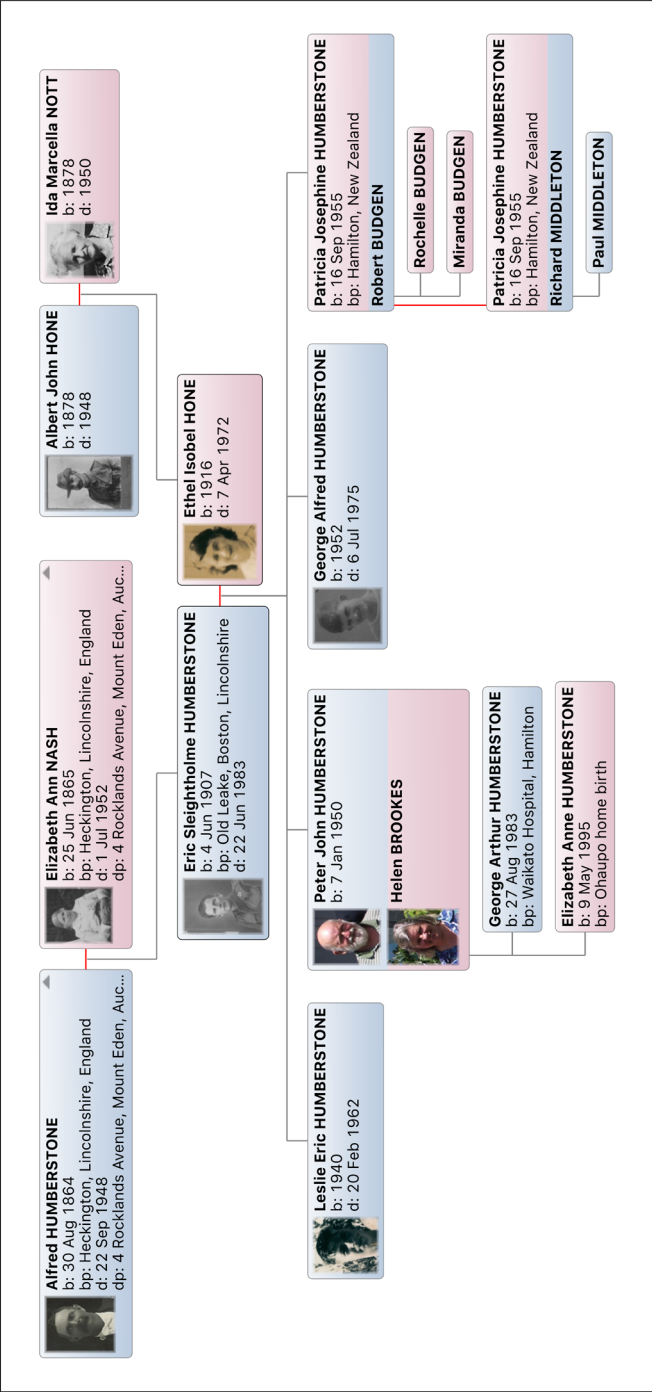 Alfred HUMBERSTONE
b: 30 Aug 1864
bp: Heckington, Lincolnshire, England
d: 22 Sep 1948
dp: 4 Rocklands Avenue, Mount Eden, Auc...
Elizabeth Ann NASH
b: 25 Jun 1865
bp: Heckington, Lincolnshire, England
d: 1 Jul 1952
dp: 4 Rocklands Avenue, Mount Eden, Auc...
Albert John HONE
b: 1878
d: 1948
Ida Marcella NOTT
b: 1878
d: 1950
Eric Sleightholme HUMBERSTONE
b: 4 Jun 1907
bp: Old Leake, Boston, Lincolnshire
d: 22 Jun 1983
Ethel Isobel HONE
b: 1916
d: 7 Apr 1972
Leslie Eric HUMBERSTONE
b: 1940
d: 20 Feb 1962
Peter John HUMBERSTONE
b: 7 Jan 1950
Helen BROOKES
George Arthur HUMBERSTONE
b: 27 Aug 1983
bp: Waikato Hospital, Hamilton
Elizabeth Anne HUMBERSTONE
b: 9 May 1995
bp: Ohaupo home birth
George Alfred HUMBERSTONE
b: 1952
d: 6 Jul 1975
Patricia Josephine HUMBERSTONE
b: 16 Sep 1955
bp: Hamilton, New Zealand
Robert BUDGEN
Rochelle BUDGEN
Miranda BUDGEN
Patricia Josephine HUMBERSTONE
b: 16 Sep 1955
bp: Hamilton, New Zealand
Richard MIDDLETON
Paul MIDDLETON